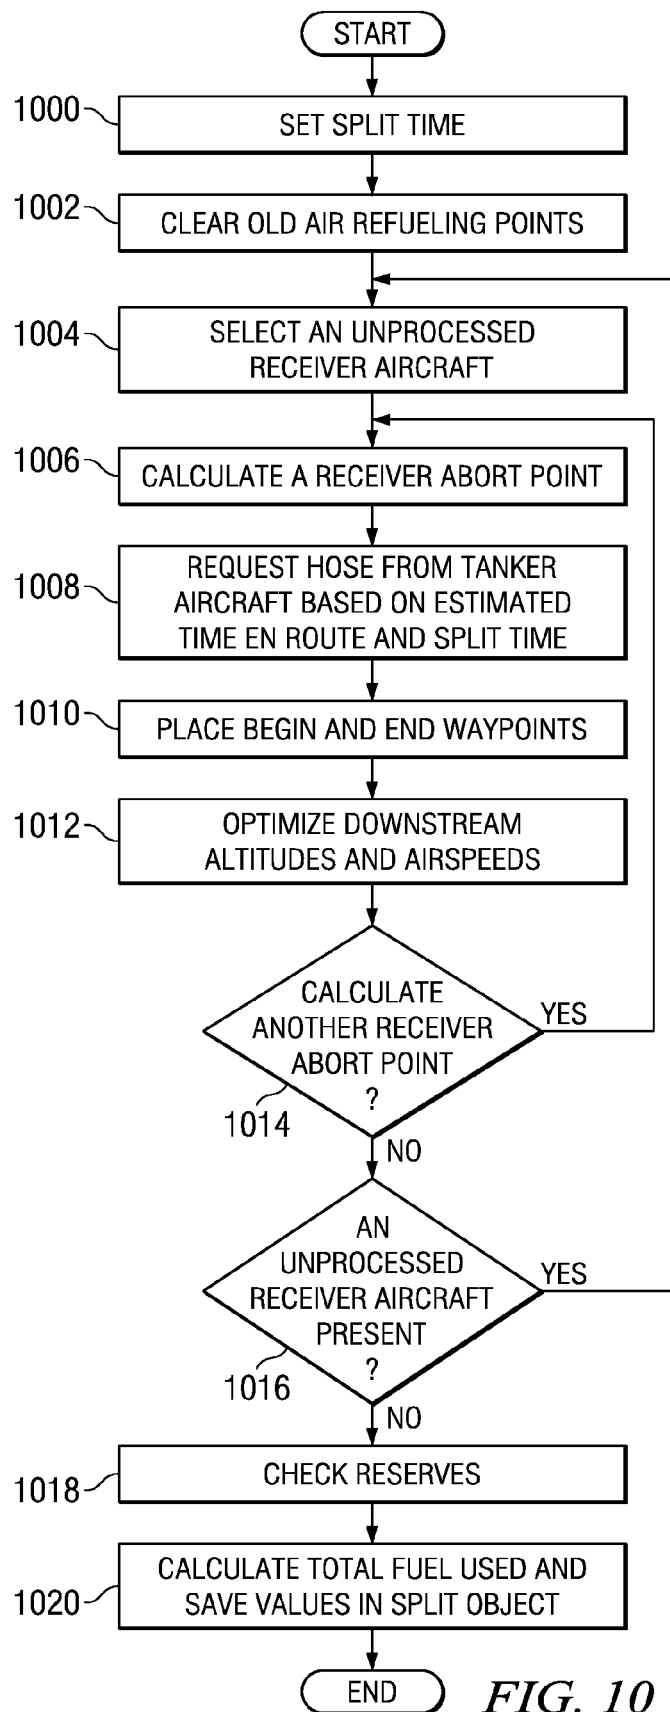 START
1000
SET SPLIT TIME
1002
CLEAR OLD AIR REFUELING POINTS
1004
SELECT AN UNPROCESSED
RECEIVER AIRCRAFT
1006
CALCULATE A RECEIVER ABORT POINT
1008
REQUEST HOSE FROM TANKER
AIRCRAFT BASED ON ESTIMATED
TIME EN ROUTE AND SPLIT TIME
1010
PLACE BEGIN AND END WAYPOINTS
1012
OPTIMIZE DOWNSTREAM
ALTITUDES AND AIRSPEEDS
CALCULATE
ANOTHER RECEIVER
ABORT POINT
?
YES
1014
NO
AN
UNPROCESSED
RECEIVER AIRCRAFT
PRESENT
?
YES
1016
NO
1018
CHECK RESERVES
1020
CALCULATE TOTAL FUEL USED AND
SAVE VALUES IN SPLIT OBJECT
END
FIG. 10